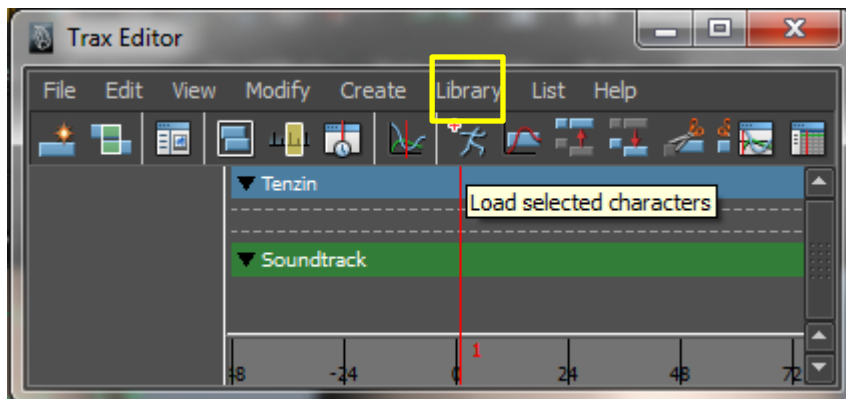 Trax Editor
File Edit View Modify Create Library List Help
Tenzin
Load selected characters
Soundtrack
1
48 -24 0 24 48 72